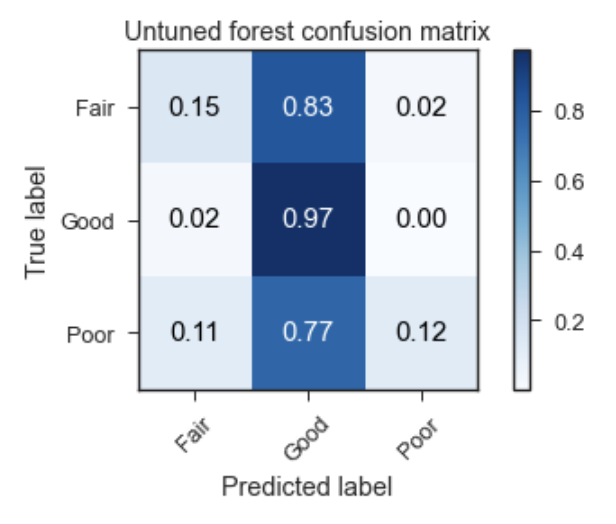 Untuned forest confusion matrix
True label
Fair 0.15 0.83 0.02
Good 0.02 0.97 0.00
Poor 0.11 0.77 0.12
Fair Good Poor
Predicted label
0.8
0.6
0.4
0.2